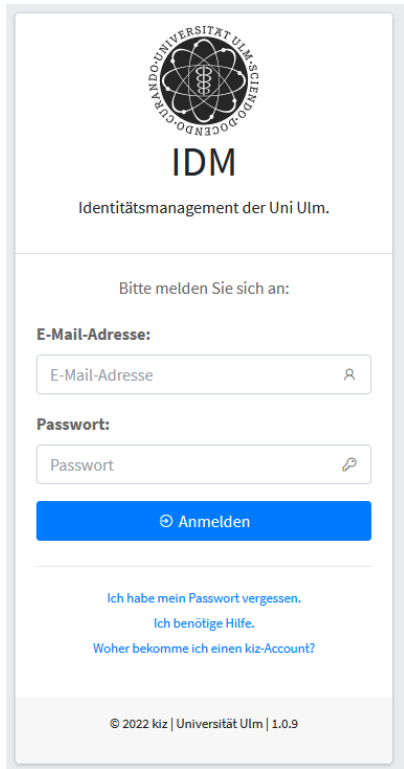 ·UNIVERSITAT ULM·SCIENDO·DOCENDO·CURANDO·
IDM
Identitätsmanagement der Uni Ulm.
Bitte melden Sie sich an:
E-Mail-Adresse:
E-Mail-Adresse
Passwort:
Passwort
Anmelden
Ich habe mein Passwort vergessen.
Ich benötige Hilfe.
Woher bekomme ich einen kiz-Account?
© 2022 kiz | Universität Ulm | 1.0.9